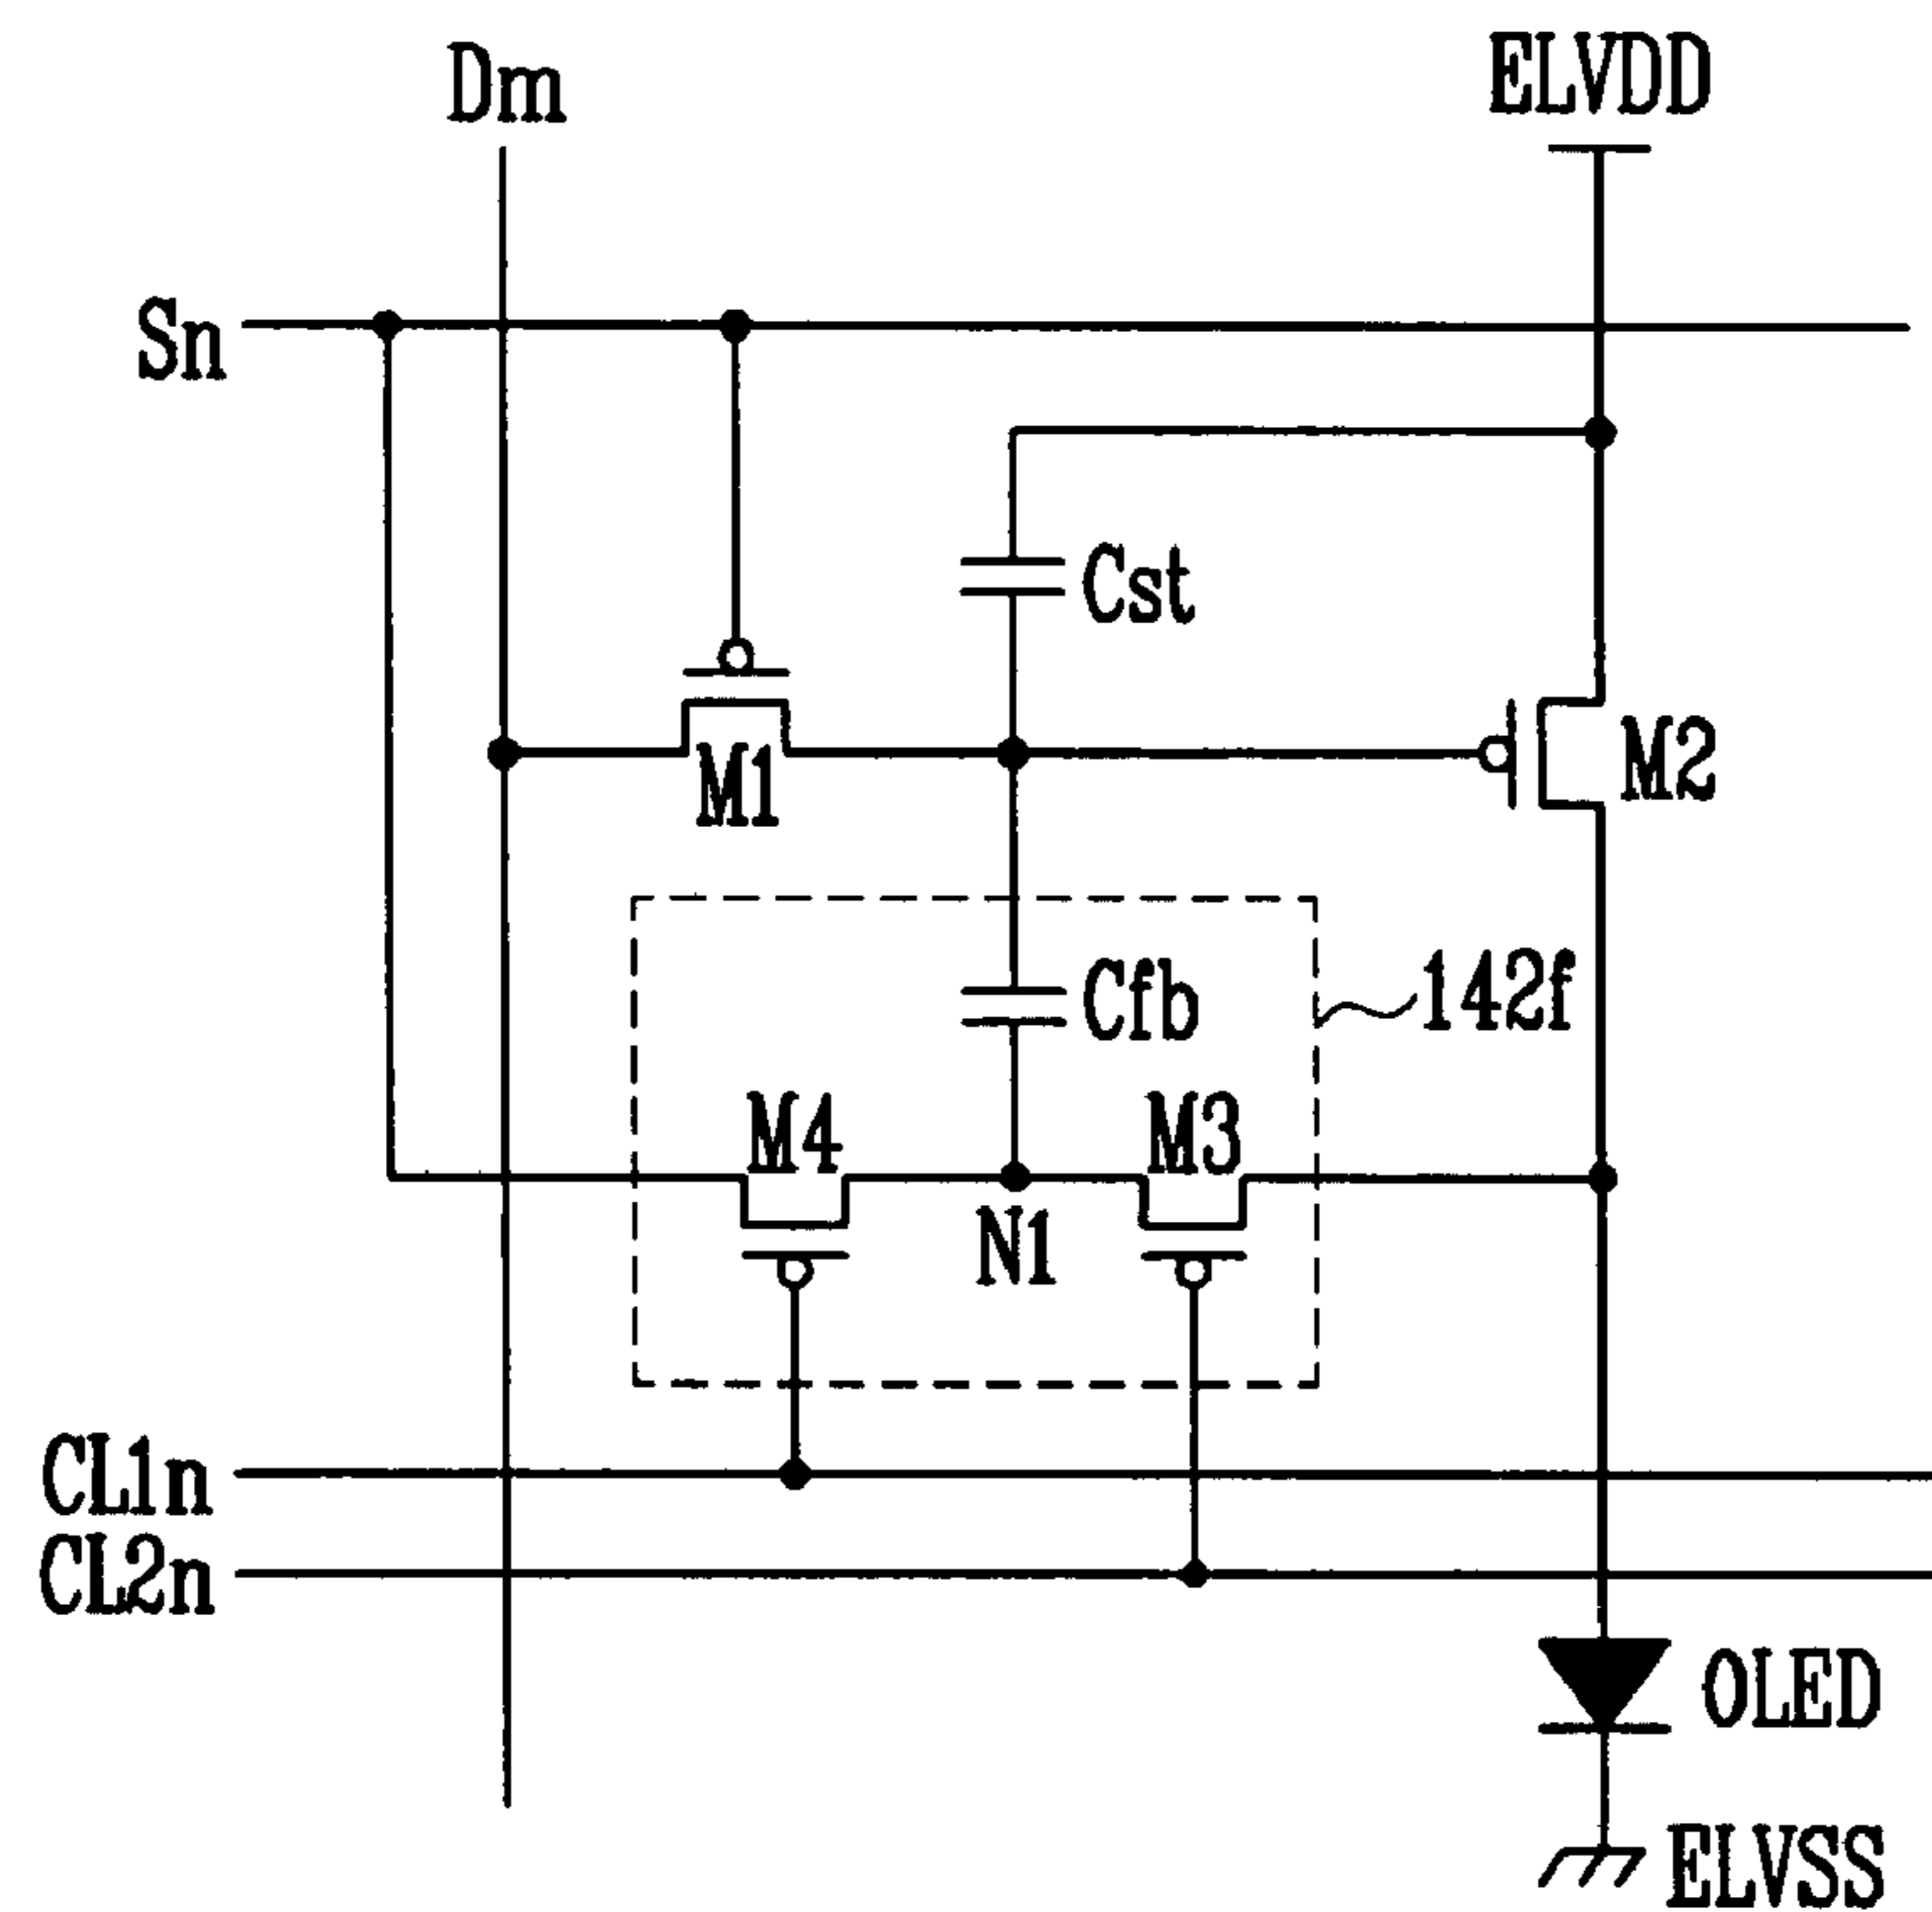 Dm
ELVDD
Sn
Cst
M1
M2
Cfb
142f
M4
M3
N1
CL1n
CL2n
OLED
ELVSS